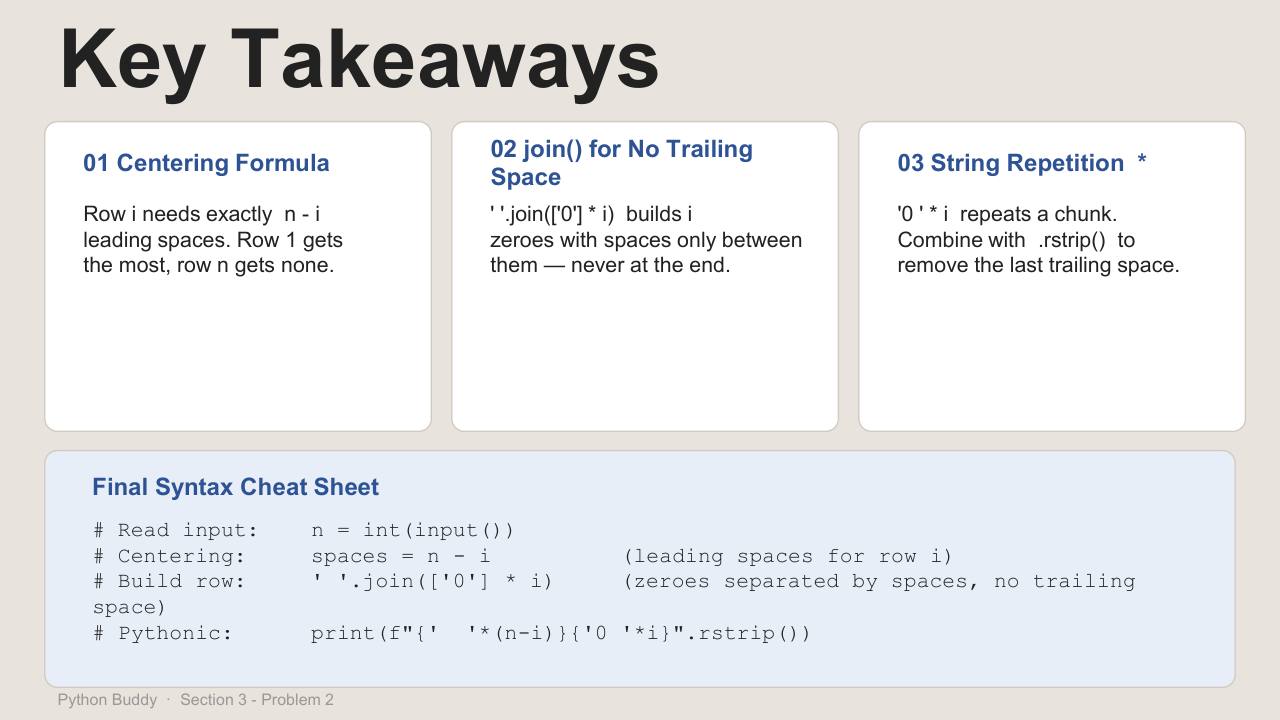 Key Takeaways
01 Centering Formula
Row i needs exactly  n - i
leading spaces. Row 1 gets
the most, row n gets none.
02 join() for No Trailing
Space
' '.join(['0'] * i)  builds i
zeroes with spaces only between
them — never at the end.
03 String Repetition  *
'0 ' * i  repeats a chunk.
Combine with  .rstrip()  to
remove the last trailing space.
Final Syntax Cheat Sheet
# Read input:    n = int(input())
# Centering:     spaces = n - i          (leading spaces for row i)
# Build row:     ' '.join(['0'] * i)     (zeroes separated by spaces, no trailing
space)
# Pythonic:      print(f"{'  '*(n-i)}{'0 '*i}".rstrip())
Python Buddy  ·  Section 3 - Problem 2